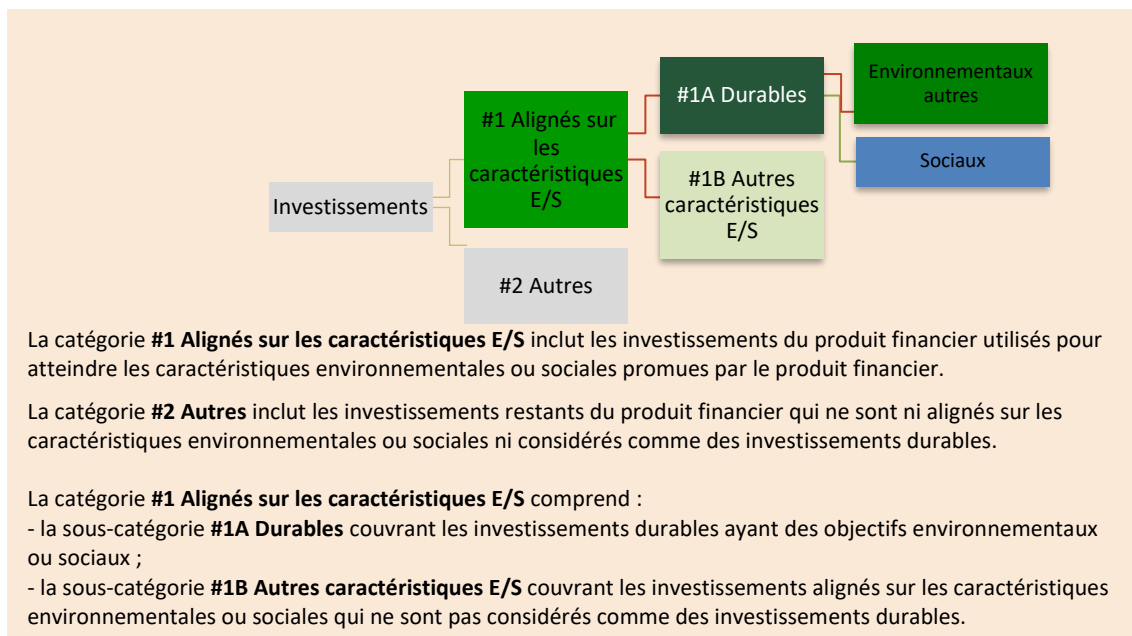 Investissements
#1 Alignés sur
les
caractéristiques
E/S
#2 Autres
#1A Durables
#1B Autres
caractéristiques
E/S
Environnementaux
autres
Sociaux
La catégorie #1 Alignés sur les caractéristiques E/S inclut les investissements du produit financier utilisés pour
atteindre les caractéristiques environnementales ou sociales promues par le produit financier.
La catégorie #2 Autres inclut les investissements restants du produit financier qui ne sont ni alignés sur les
caractéristiques environnementales ou sociales ni considérés comme des investissements durables.
La catégorie #1 Alignés sur les caractéristiques E/S comprend :
- la sous-catégorie #1A Durables couvrant les investissements durables ayant des objectifs environnementaux
ou sociaux ;
- la sous-catégorie #1B Autres caractéristiques E/S couvrant les investissements alignés sur les caractéristiques
environnementales ou sociales qui ne sont pas considérés comme des investissements durables.